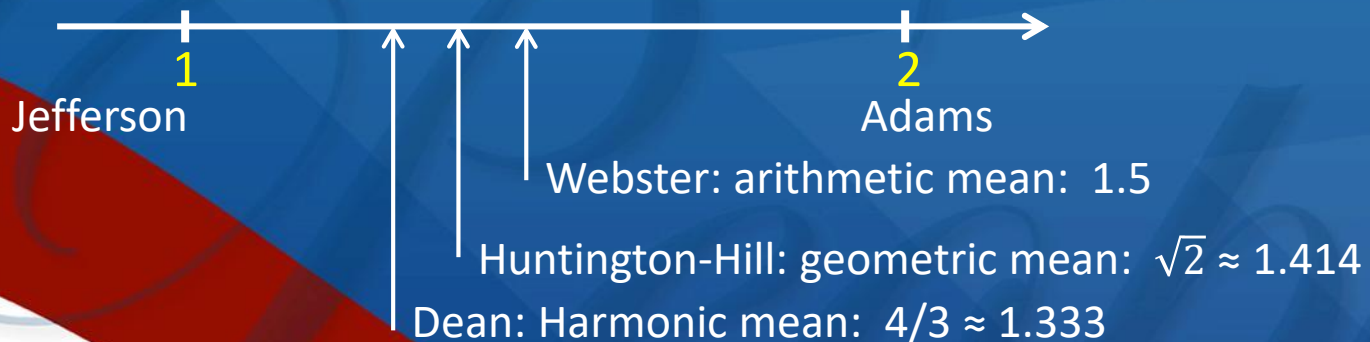 1 2
Jefferson Adams
Webster: arithmetic mean: 1.5
Huntington-Hill: geometric mean: √2 ≈ 1.414
Dean: Harmonic mean: 4/3 ≈ 1.333